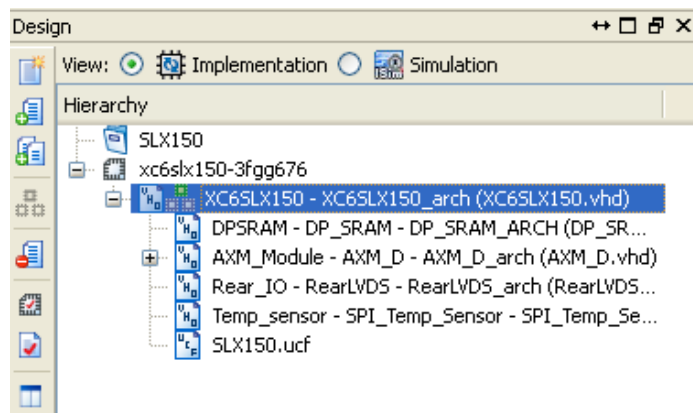 Design
View: Implementation Simulation
Hierarchy
SLX150
xc6slx150-3fgg676
XC6SLX150 - XC6SLX150_arch (XC6SLX150.vhd)
DPSRAM - DP_SRAM - DP_SRAM_ARCH (DP_SR...
AXM_Module - AXM_D - AXM_D_arch (AXM_D.vhd)
Rear_IO - RearLVDS - RearLVDS_arch (RearLVDS...
Temp_sensor - SPI_Temp_Sensor - SPI_Temp_Se...
SLX150.ucf